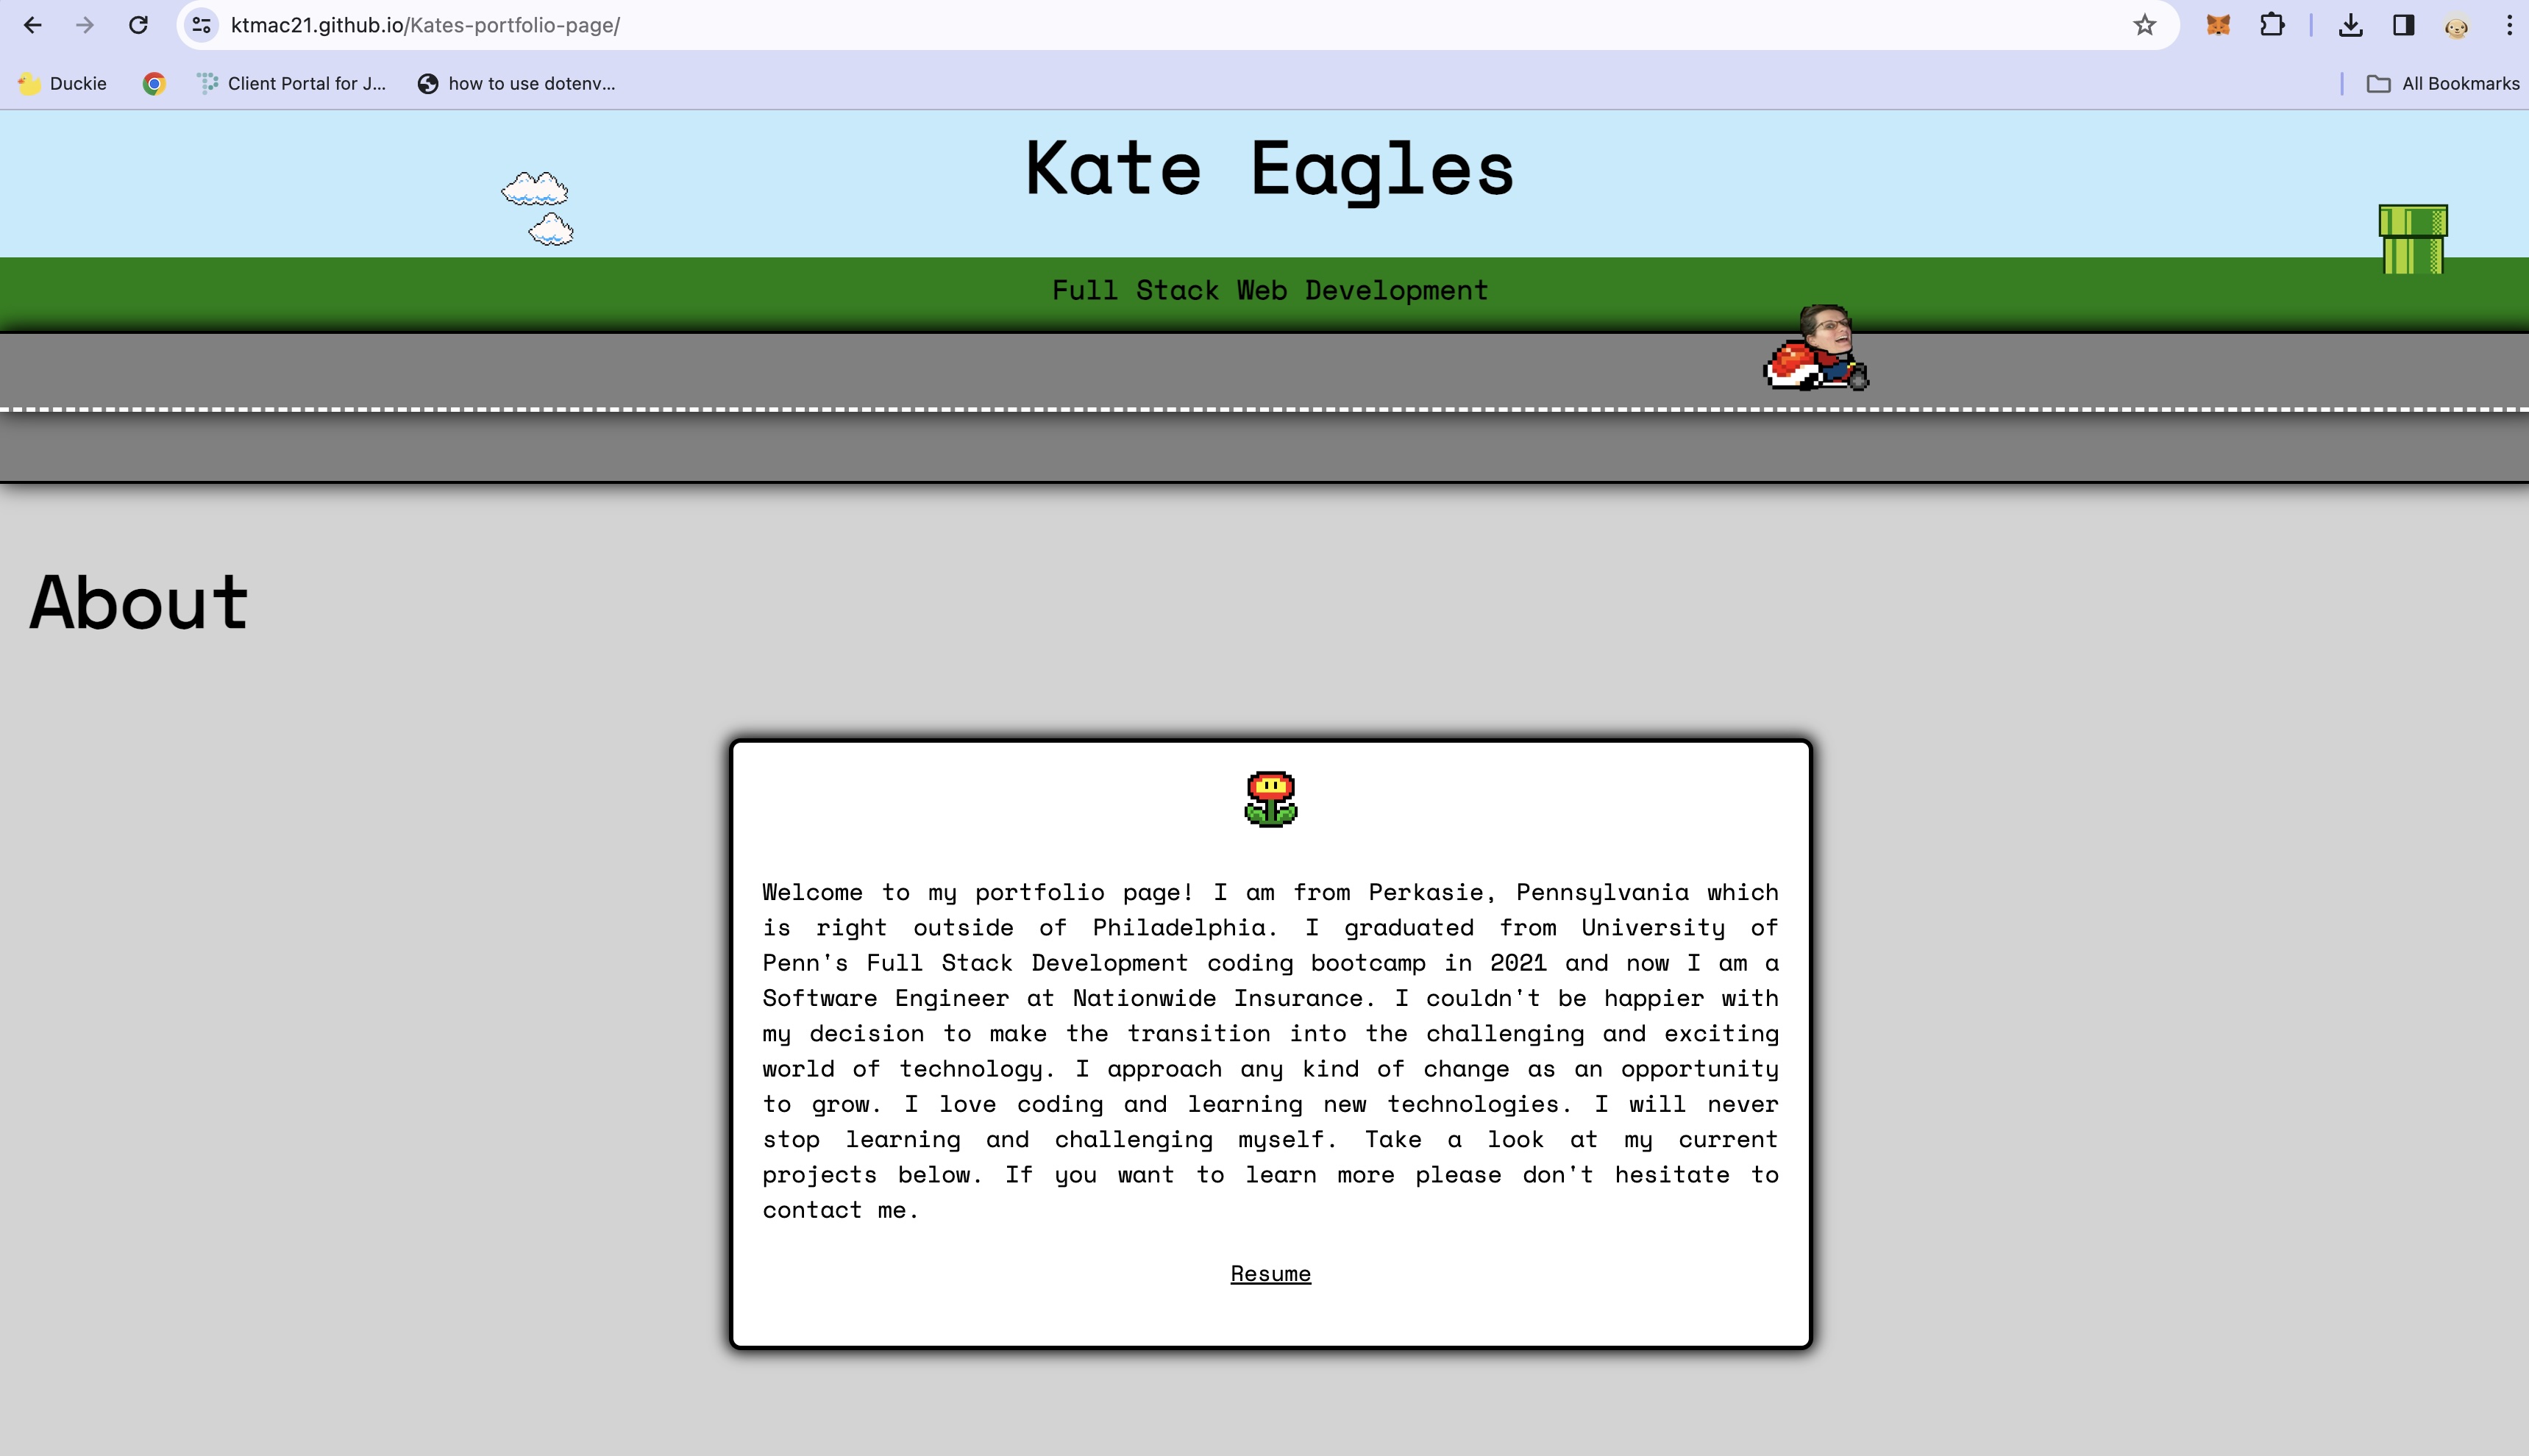 ktmac21.github.io/Kates-portfolio-page/
Duckie
Client Portal for J...
how to use dotenv...
All Bookmarks
Kate Eagles
Full Stack Web Development
About
Welcome to my portfolio page! I am from Perkasie, Pennsylvania which
is right outside of Philadelphia. I graduated from University of
Penn's Full Stack Development coding bootcamp in 2021 and now I am a
Software Engineer at Nationwide Insurance. I couldn't be happier with
my decision to make the transition into the challenging and exciting
world of technology. I approach any kind of change as an opportunity
to grow. I love coding and learning new technologies. I will never
stop learning and challenging myself. Take a look at my current
projects below. If you want to learn more please don't hesitate to
contact me.
Resume